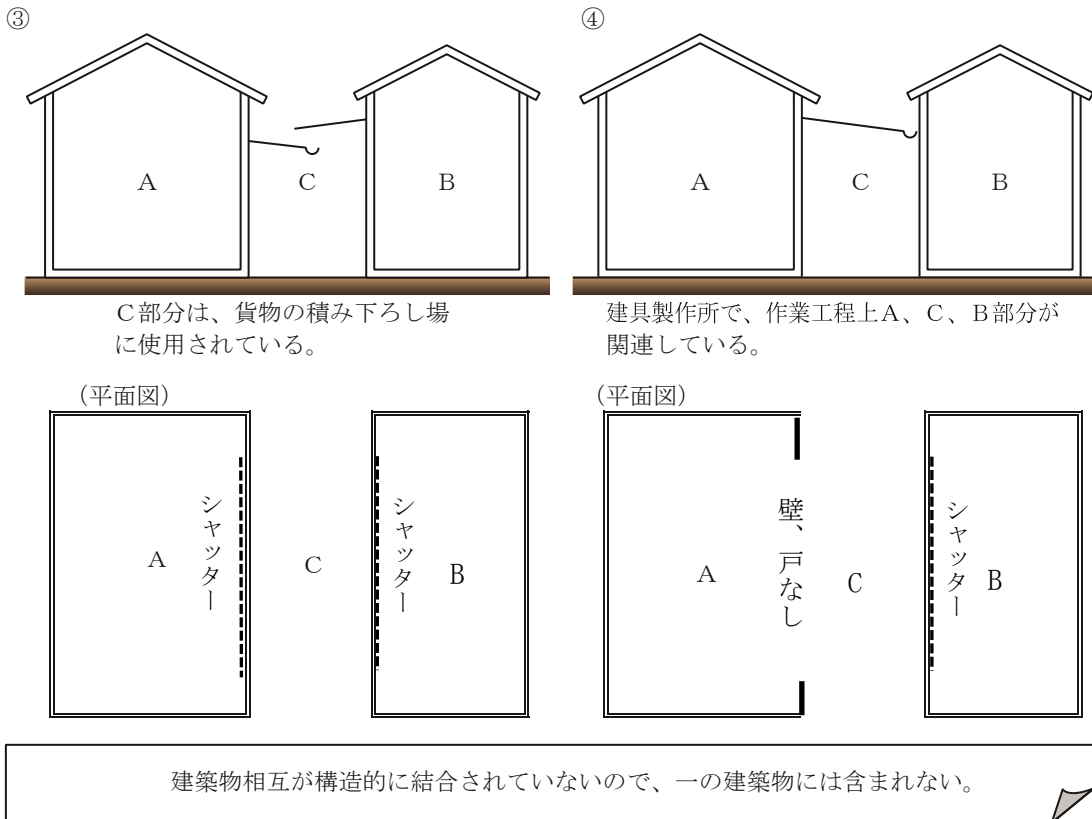 ③
④
A
C
B
A
C
B
C部分は、貨物の積み下ろし場
に使用されている。
建具製作所で、作業工程上A、C、B部分が
関連している。
(平面図)
(平面図)
A
シャッター
C
シャッター
B
A
壁、戸なし
C
シャッター
B
建築物相互が構造的に結合されていないので、一の建築物には含まれない。